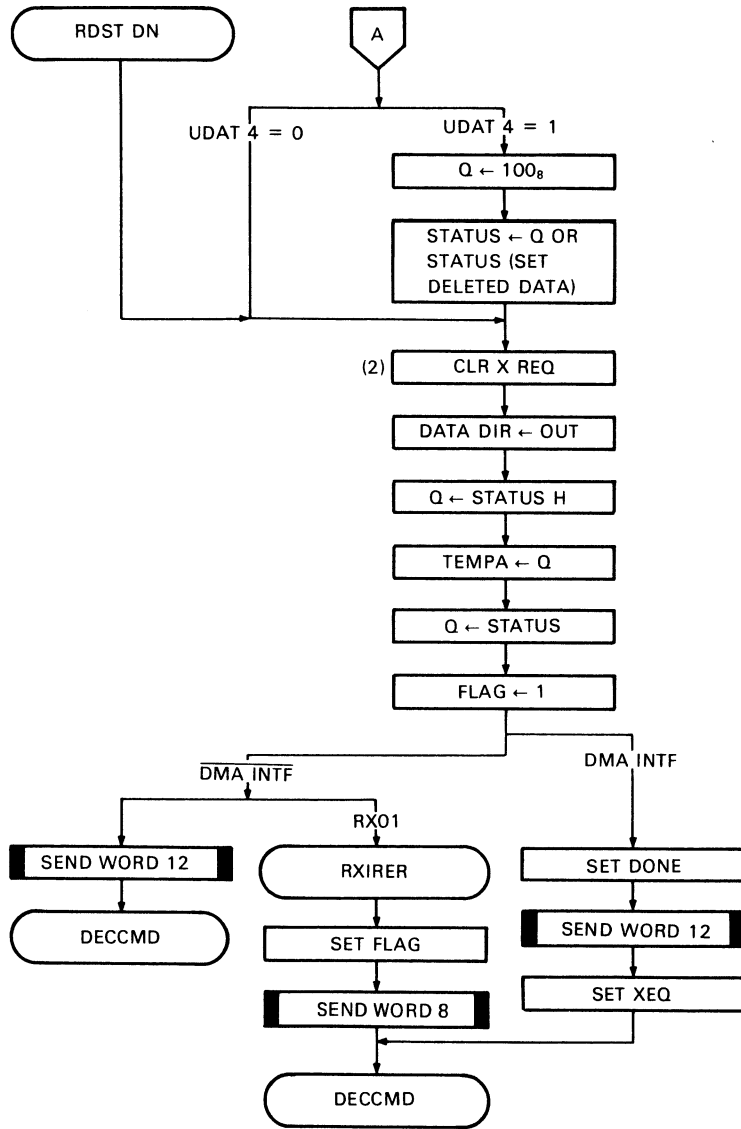 RDST DN
A
UDAT 4 = 0
UDAT 4 = 1
Q ← 100₈
STATUS ← Q OR
STATUS (SET
DELETED DATA)
(2)
CLR X REQ
DATA DIR ← OUT
Q ← STATUS H
TEMPA ← Q
Q ← STATUS
FLAG ← 1
D̅M̅A̅ ̅I̅N̅T̅F̅
DMA INTF
RX01
SEND WORD 12
RXIRER
SET DONE
DECCMD
SET FLAG
SEND WORD 12
SEND WORD 8
SET XEQ
DECCMD